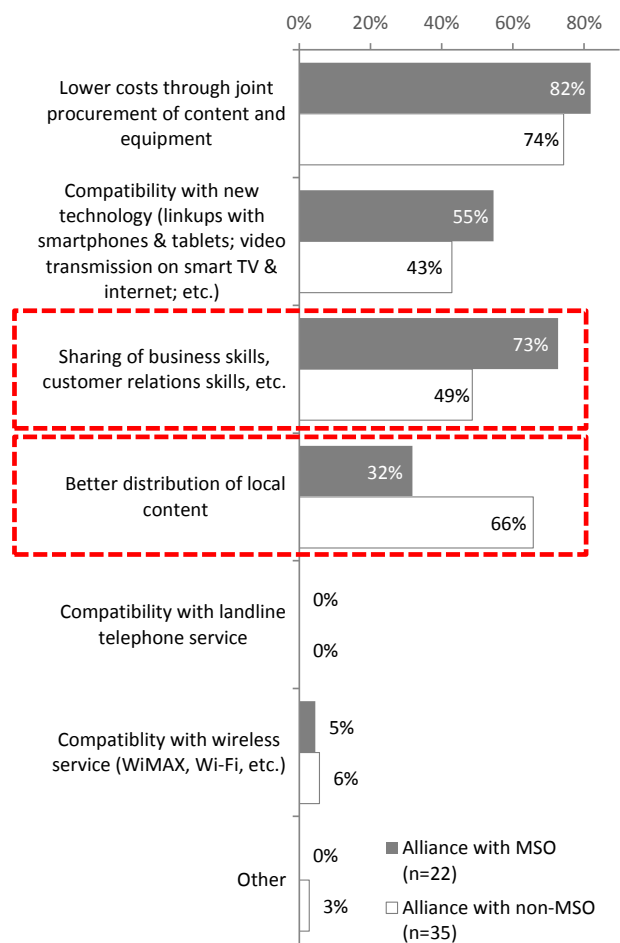 0% 20% 40% 60% 80%
Lower costs through joint
procurement of content and
equipment
82%
74%
Compatibility with new
technology (linkups with
smartphones & tablets; video
transmission on smart TV &
internet; etc.)
55%
43%
Sharing of business skills,
customer relations skills, etc.
73%
49%
Better distribution of local
content
32%
66%
Compatibility with landline
telephone service
0%
0%
Compatiblity with wireless
service (WiMAX, Wi-Fi, etc.)
5%
6%
Other
0%
3%
Alliance with MSO
(n=22)
Alliance with non-MSO
(n=35)